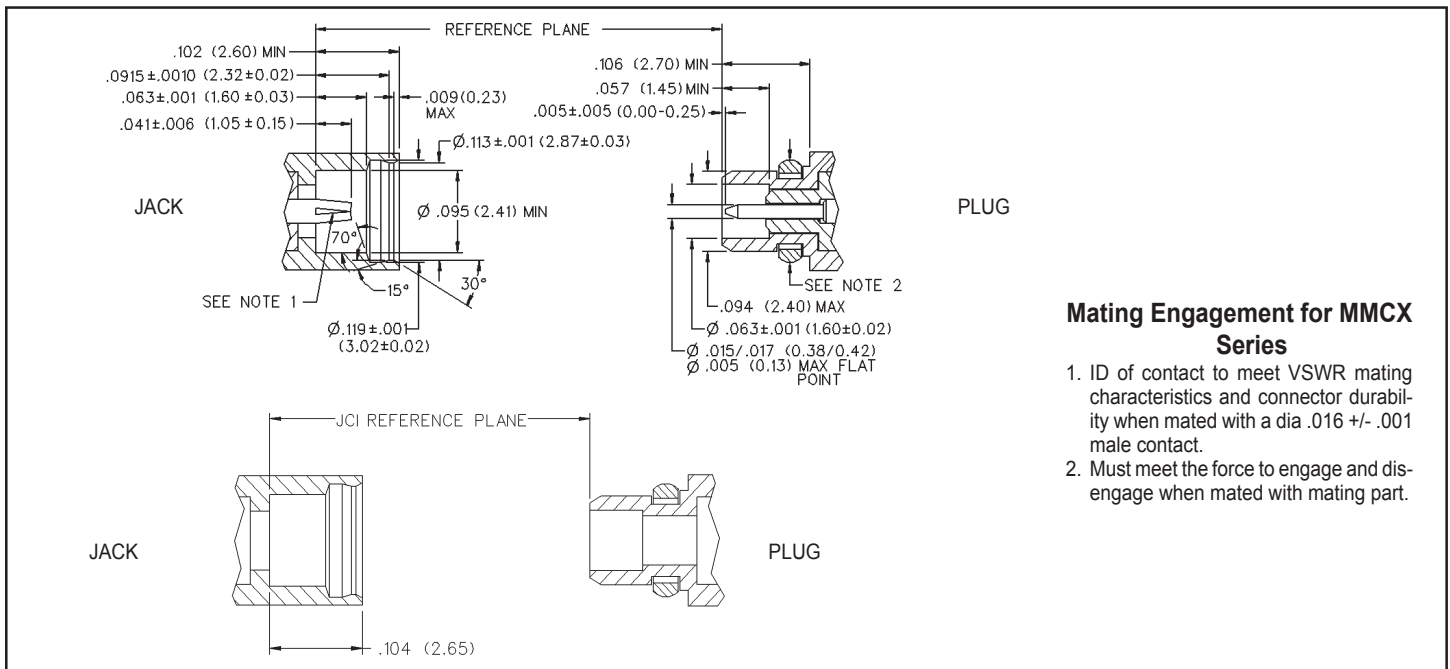 REFERENCE PLANE
.102 (2.60) MIN
.0915±.0010 (2.32±0.02)
.063±.001 (1.60±0.03)
.041±.006 (1.05±0.15)
.009(0.23)
MAX
Ø.113±.001 (2.87±0.03)
Ø .095 (2.41) MIN
JACK
70°
15°
30°
SEE NOTE 1
Ø.119±.001
(3.02±0.02)
.106 (2.70) MIN
.057 (1.45) MIN
.005±.005 (0.00-0.25)
PLUG
SEE NOTE 2
.094 (2.40) MAX
Ø .063±.001 (1.60±0.02)
Ø .015/.017 (0.38/0.42)
Ø .005 (0.13) MAX FLAT
POINT
Mating Engagement for MMCX
Series
1. ID of contact to meet VSWR mating
characteristics and connector durabil-
ity when mated with a dia .016 +/- .001
male contact.
2. Must meet the force to engage and dis-
engage when mated with mating part.
JCI REFERENCE PLANE
JACK
PLUG
.104 (2.65)